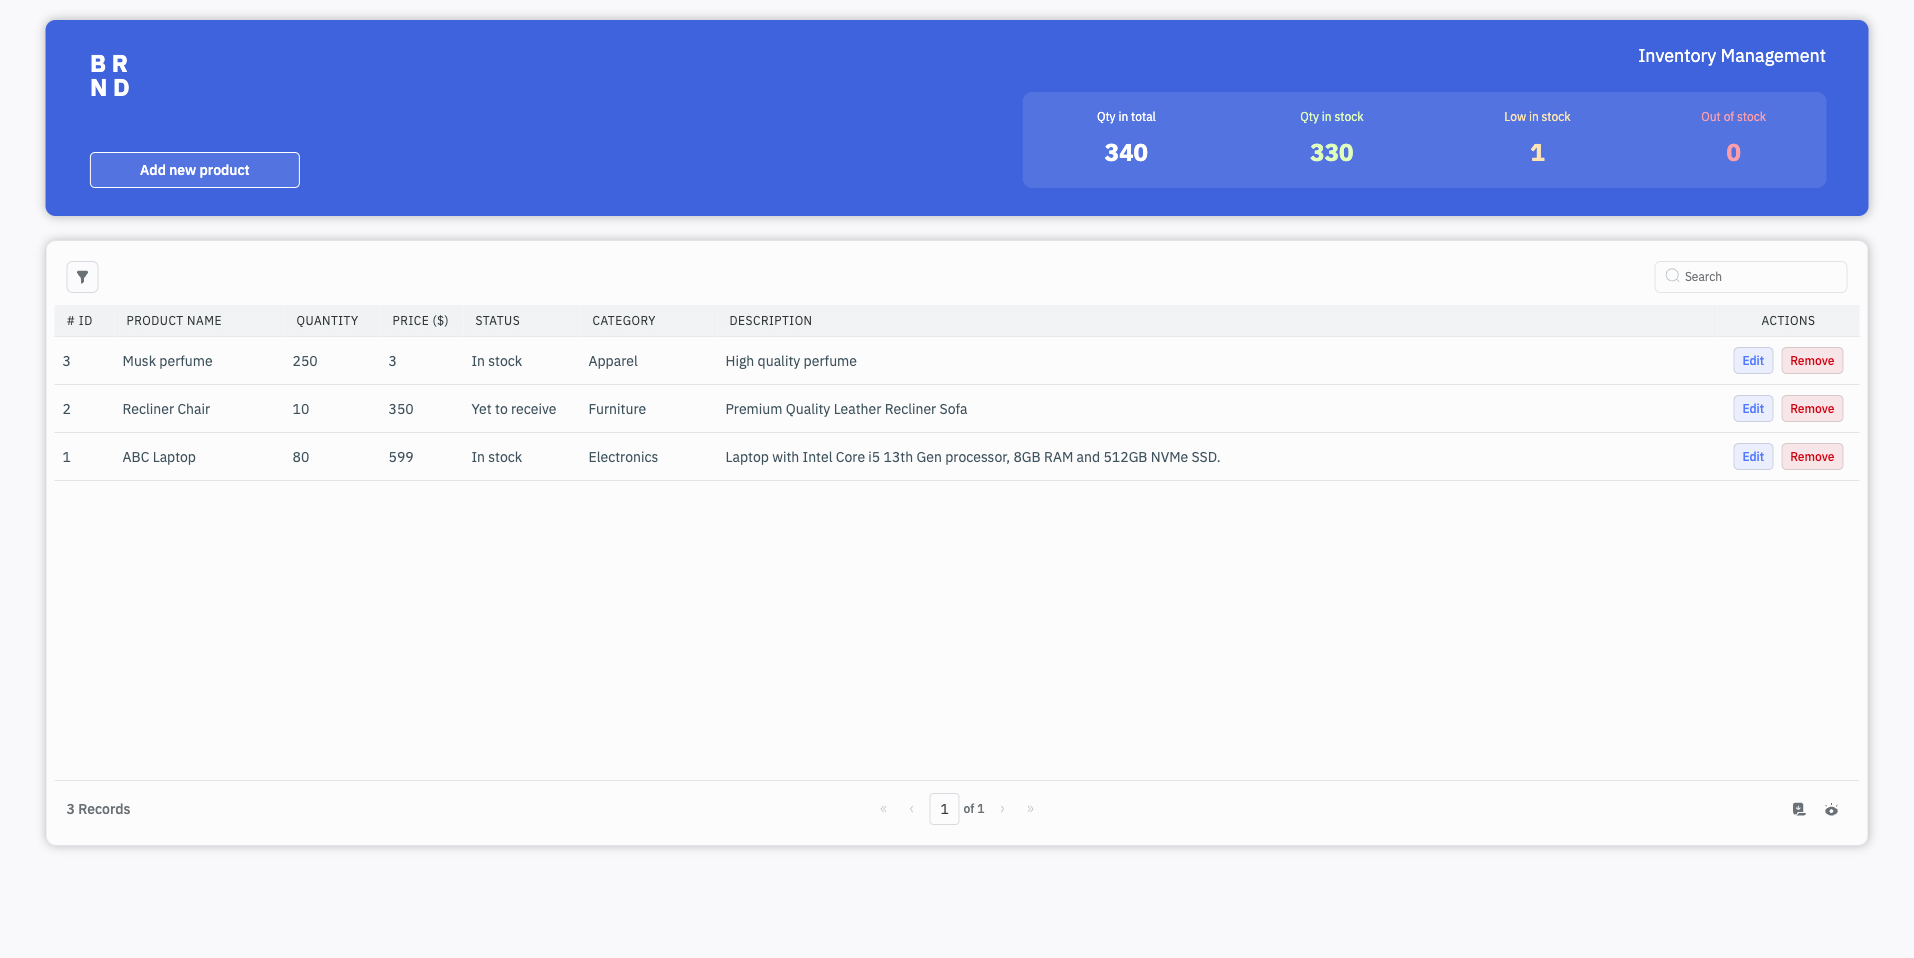 B R
N D
Inventory Management
Add new product
Qty in total Qty in stock Low in stock Out of stock
340 330 1 0
Search
# ID PRODUCT NAME QUANTITY PRICE ($) STATUS CATEGORY DESCRIPTION ACTIONS
3 Musk perfume 250 3 In stock Apparel High quality perfume Edit Remove
2 Recliner Chair 10 350 Yet to receive Furniture Premium Quality Leather Recliner Sofa Edit Remove
1 ABC Laptop 80 599 In stock Electronics Laptop with Intel Core i5 13th Gen processor, 8GB RAM and 512GB NVMe SSD. Edit Remove
3 Records « ‹ 1 of 1 › »